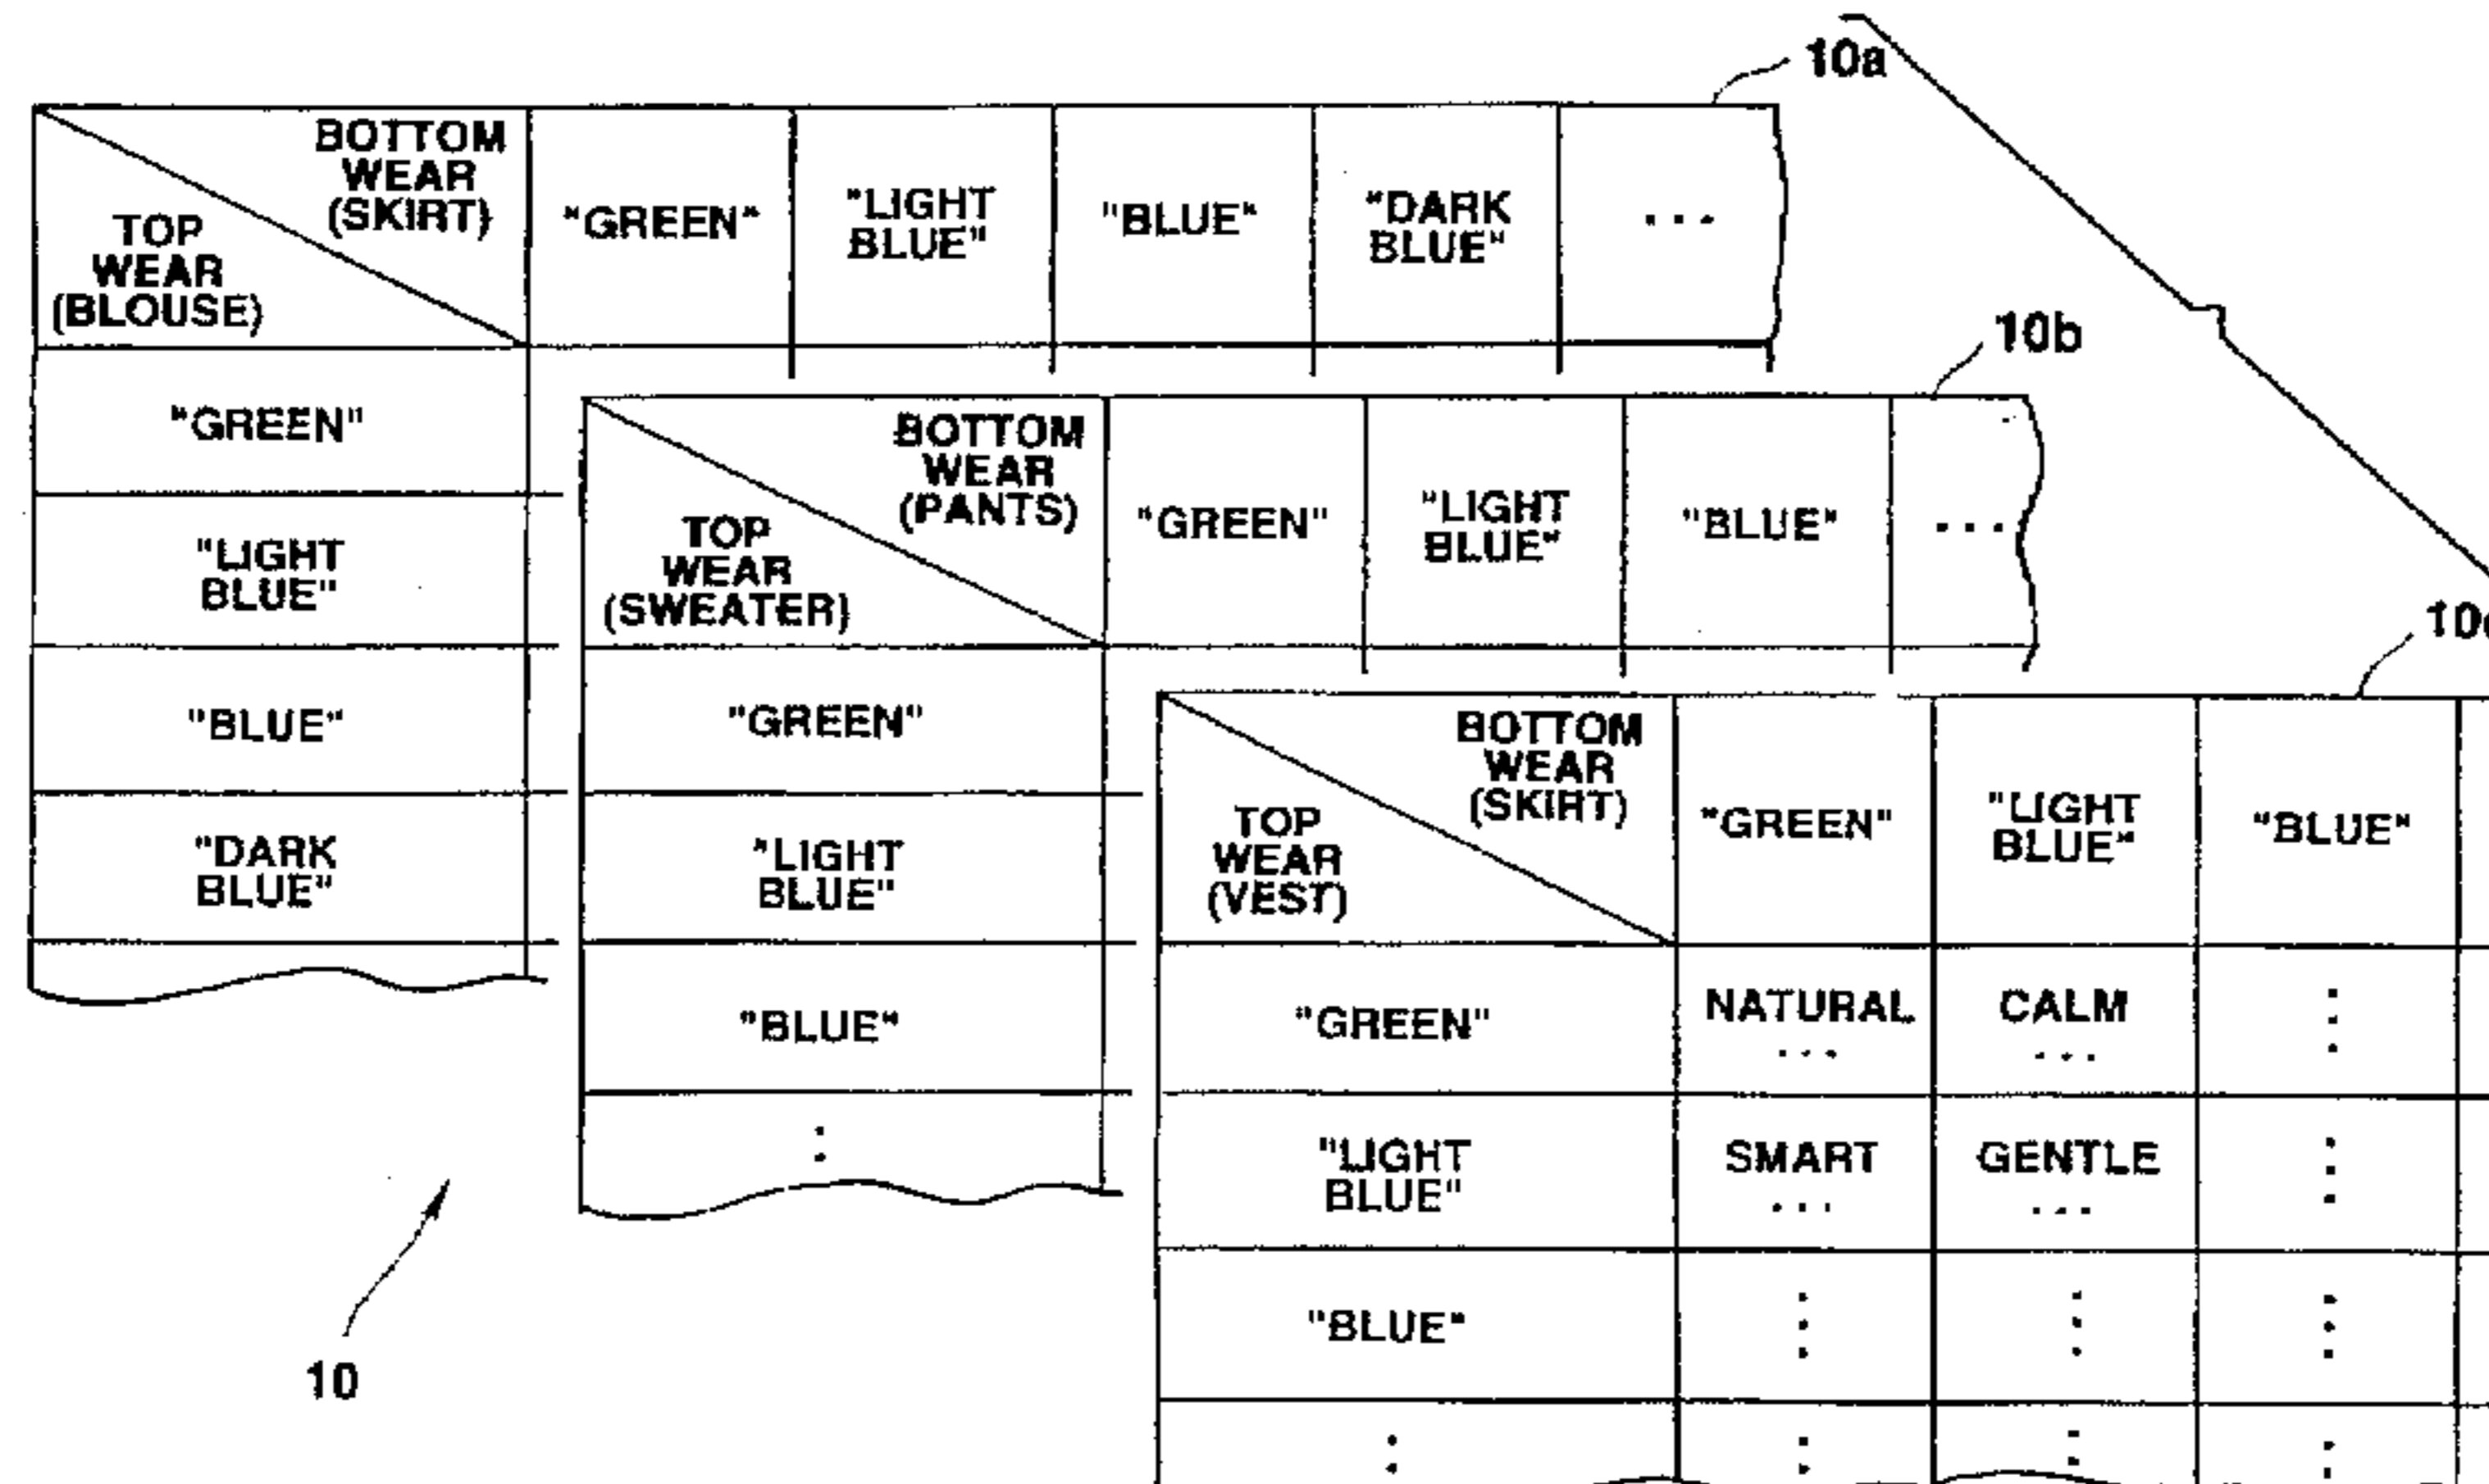 10a
BOTTOM
WEAR
(SKIRT)
TOP
WEAR
(BLOUSE)
"GREEN"
"LIGHT
BLUE"
"BLUE"
"DARK
BLUE"
...
"GREEN"
"LIGHT
BLUE"
"BLUE"
"DARK
BLUE"
10b
BOTTOM
WEAR
(PANTS)
TOP
WEAR
(SWEATER)
"GREEN"
"LIGHT
BLUE"
"BLUE"
...
"GREEN"
"LIGHT
BLUE"
"BLUE"
:
BOTTOM
WEAR
(SKIRT)
TOP
WEAR
(VEST)
"GREEN"
"LIGHT
BLUE"
"BLUE"
"GREEN"
NATURAL
...
CALM
...
"LIGHT
BLUE"
SMART
...
GENTLE
...
"BLUE"
10